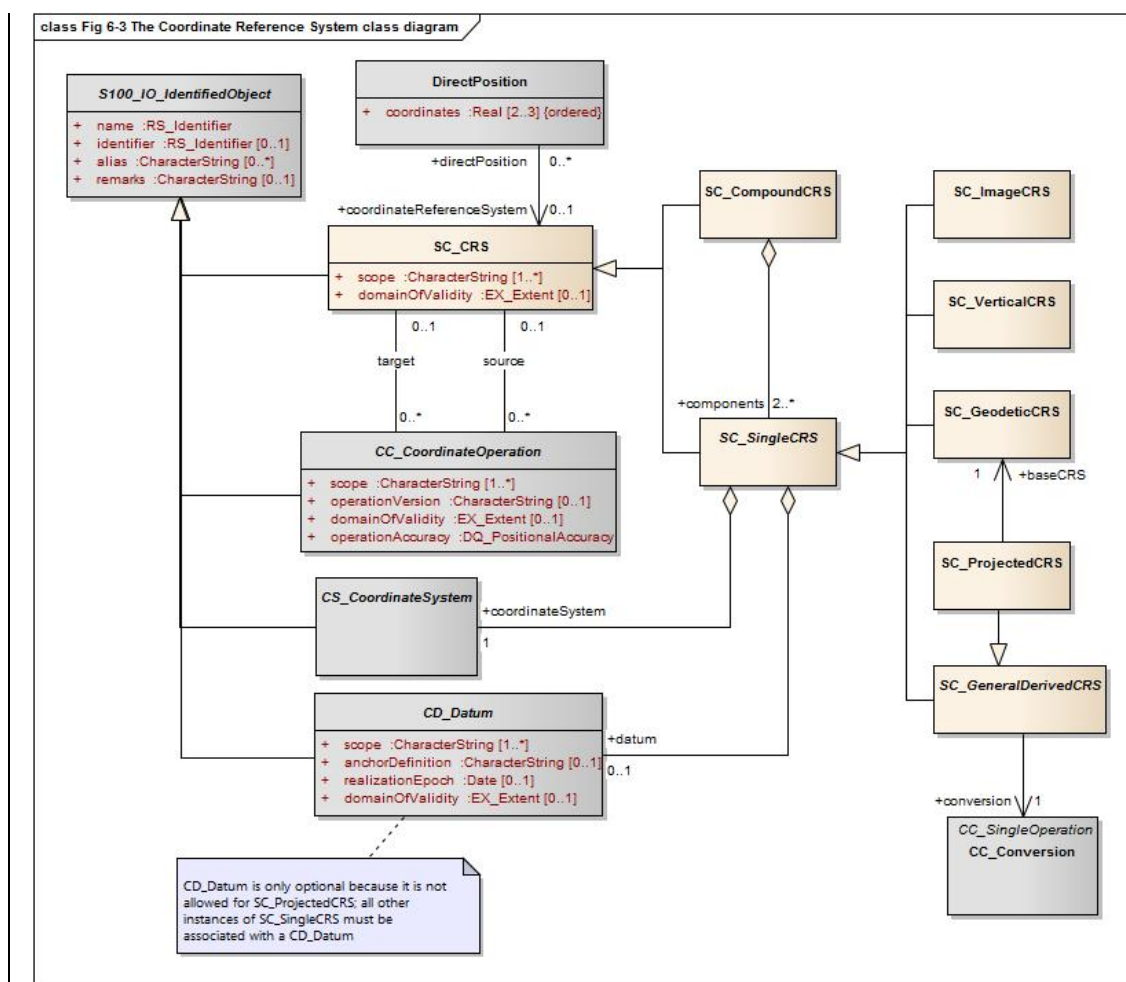 class Fig 6-3 The Coordinate Reference System class diagram
S100_IO_IdentifiedObject
+ name :RS_Identifier
+ identifier :RS_Identifier [0..1]
+ alias :CharacterString [0..*]
+ remarks :CharacterString [0..1]
DirectPosition
+ coordinates :Real [2..3] {ordered}
+directPosition 0..*
+coordinateReferenceSystem 0..1
SC_CRS
+ scope :CharacterString [1..*]
+ domainOfValidity :EX_Extent [0..1]
0..1 0..1
target source
0..* 0..*
CC_CoordinateOperation
+ scope :CharacterString [1..*]
+ operationVersion :CharacterString [0..1]
+ domainOfValidity :EX_Extent [0..1]
+ operationAccuracy :DQ_PositionalAccuracy
CS_CoordinateSystem
+coordinateSystem
1
CD_Datum
+ scope :CharacterString [1..*]
+ anchorDefinition :CharacterString [0..1]
+ realizationEpoch :Date [0..1]
+ domainOfValidity :EX_Extent [0..1]
+datum
0..1
CD_Datum is only optional because it is not
allowed for SC_ProjectedCRS; all other
instances of SC_SingleCRS must be
associated with a CD_Datum
SC_CompoundCRS
+components 2..*
SC_SingleCRS
SC_ImageCRS
SC_VerticalCRS
SC_GeodeticCRS
1 +baseCRS
SC_ProjectedCRS
SC_GeneralDerivedCRS
+conversion 1
CC_SingleOperation
CC_Conversion